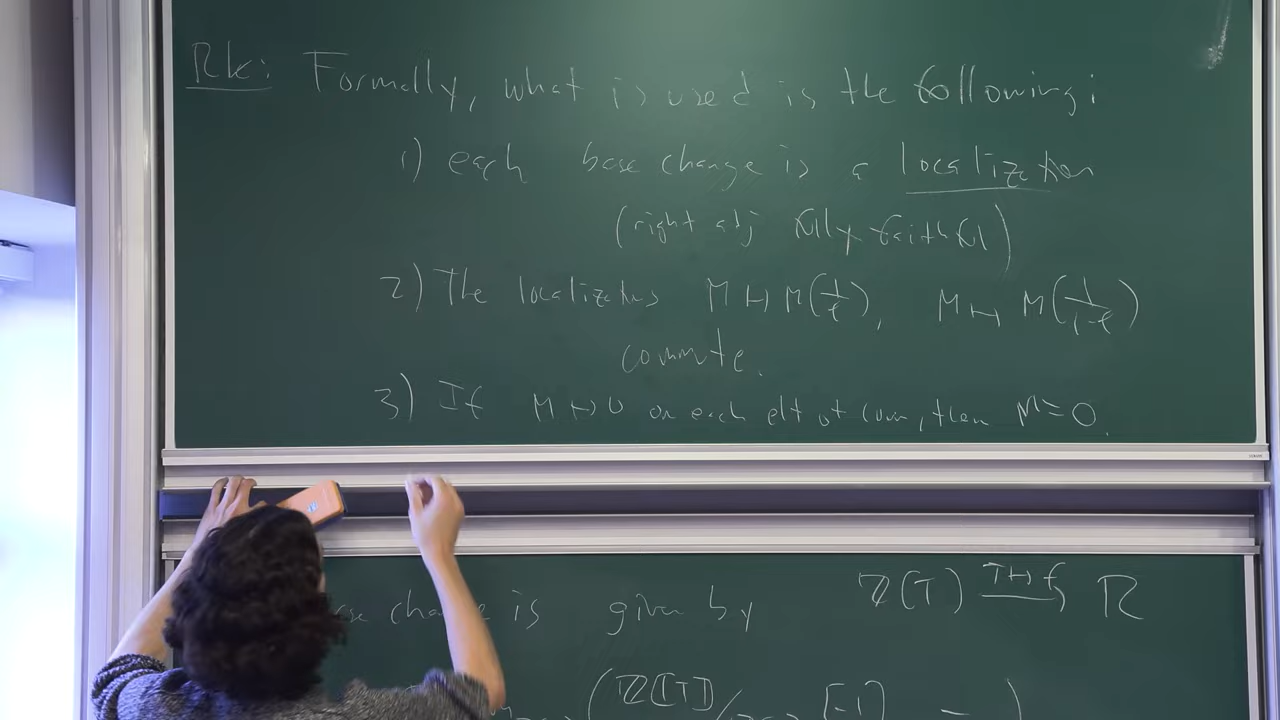 Rk: Formally, what is used is the following:
1) each base change is a localization
(right adj fully faithful)
2) The localizations M ↦ M[1/f], M ↦ M[1/1-f]
commute.
3) If M ↦ 0 on each elt of cover, then M = 0.
base change is given by Z[T] T↦f → R
(Z[T]
[-1] — )